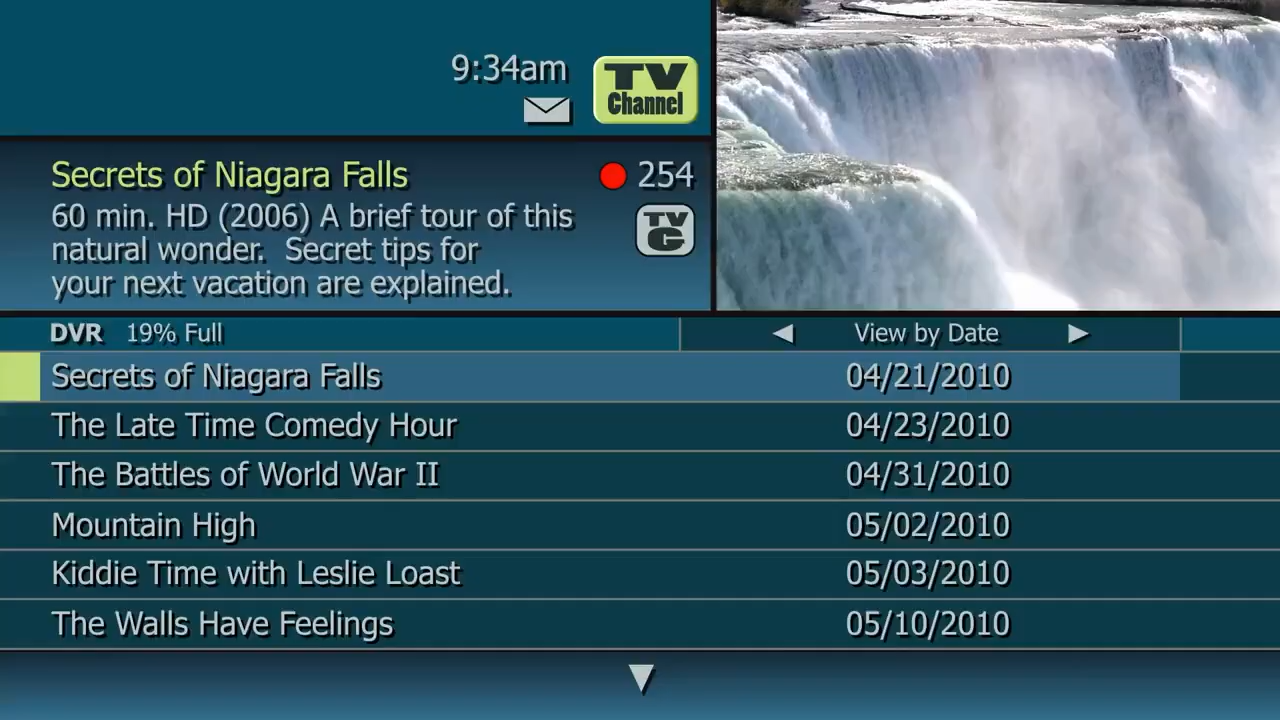 9:34am
TV
Channel
Secrets of Niagara Falls
254
60 min. HD (2006) A brief tour of this
natural wonder. Secret tips for
your next vacation are explained.
TV
G
DVR 19% Full
View by Date
Secrets of Niagara Falls 04/21/2010
The Late Time Comedy Hour 04/23/2010
The Battles of World War II 04/31/2010
Mountain High 05/02/2010
Kiddie Time with Leslie Loast 05/03/2010
The Walls Have Feelings 05/10/2010